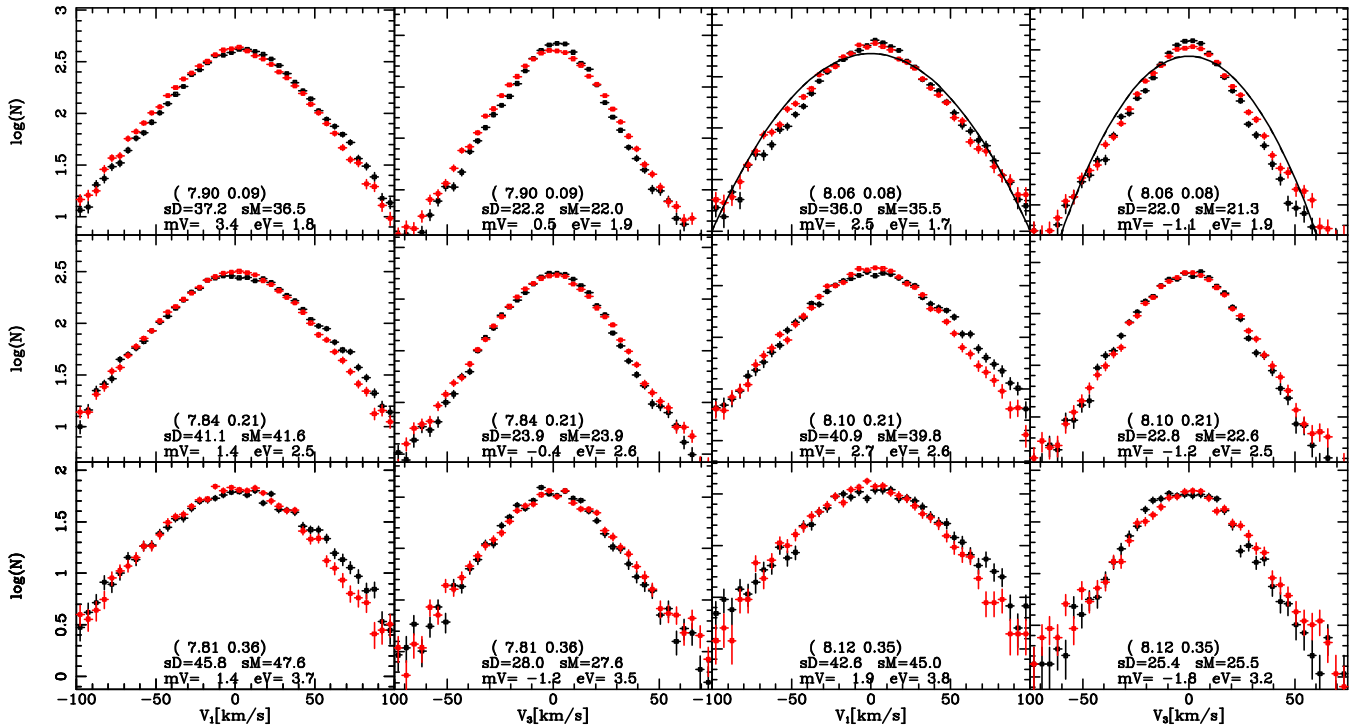 3
2.5
2
1.5
1
log(N)
( 7.90 0.09)
sD=37.2 sM=36.5
mV= 3.4 eV= 1.8
( 7.90 0.09)
sD=22.2 sM=22.0
mV= 0.5 eV= 1.9
( 8.06 0.08)
sD=36.0 sM=35.5
mV= 2.5 eV= 1.7
( 8.06 0.08)
sD=22.0 sM=21.3
mV= −1.1 eV= 1.9
2.5
2
1.5
1
log(N)
( 7.84 0.21)
sD=41.1 sM=41.6
mV= 1.4 eV= 2.5
( 7.84 0.21)
sD=23.9 sM=23.9
mV= −0.4 eV= 2.6
( 8.10 0.21)
sD=40.9 sM=39.8
mV= 2.7 eV= 2.6
( 8.10 0.21)
sD=22.8 sM=22.6
mV= −1.2 eV= 2.5
2
1.5
1
0.5
0
log(N)
( 7.81 0.36)
sD=45.8 sM=47.6
mV= 1.4 eV= 3.7
( 7.81 0.36)
sD=28.0 sM=27.6
mV= −1.2 eV= 3.5
( 8.12 0.35)
sD=42.6 sM=45.0
mV= 1.9 eV= 3.8
( 8.12 0.35)
sD=25.4 sM=25.5
mV= −1.8 eV= 3.2
−100 −50 0 50 100
−50 0 50
−50 0 50 100
−50 0 50
V₁[km/s]
V₃[km/s]
V₁[km/s]
V₃[km/s]